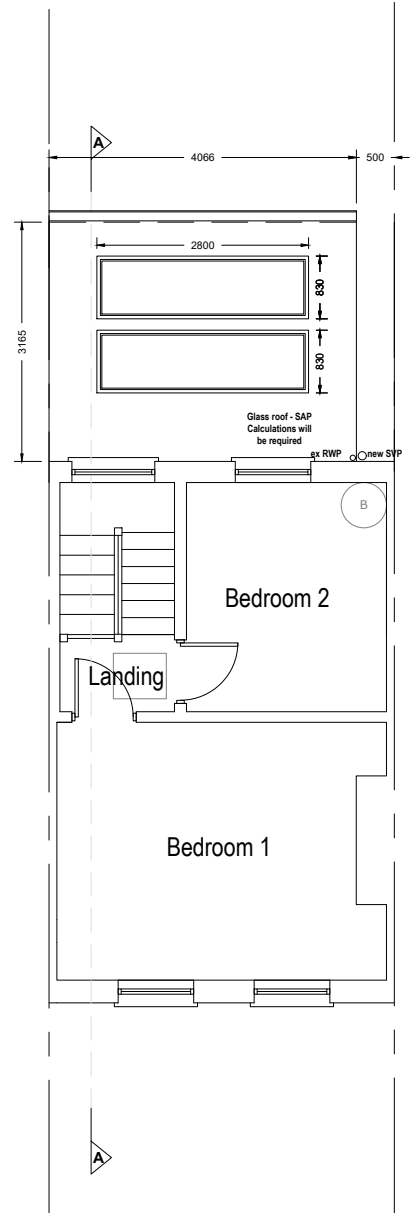 A
4066
500
2800
830
3165
830
Glass roof - SAP
Calculations will
be required
ex RWP
new SVP
B
Bedroom 2
Landing
Bedroom 1
A